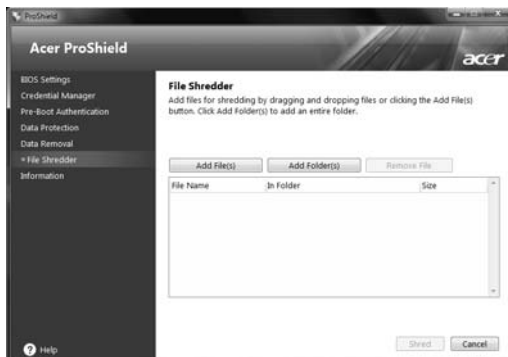 ProShield
Acer ProShield
acer
BIOS Settings
Credential Manager
Pre-Boot Authentication
Data Protection
Data Removal
File Shredder
Information
Help
File Shredder
Add files for shredding by dragging and dropping files or clicking the Add File(s)
button. Click Add Folder(s) to add an entire folder.
Add File(s) Add Folder(s) Remove File
File Name In Folder Size
Shred Cancel